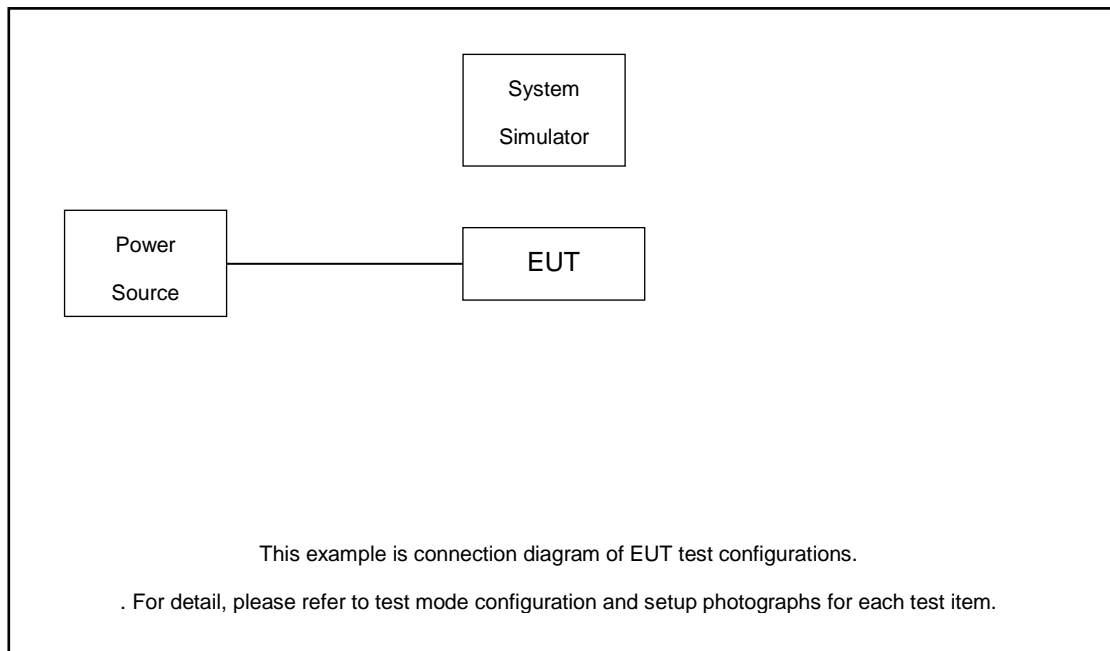 System
Simulator
Power
Source
EUT
This example is connection diagram of EUT test configurations.
. For detail, please refer to test mode configuration and setup photographs for each test item.